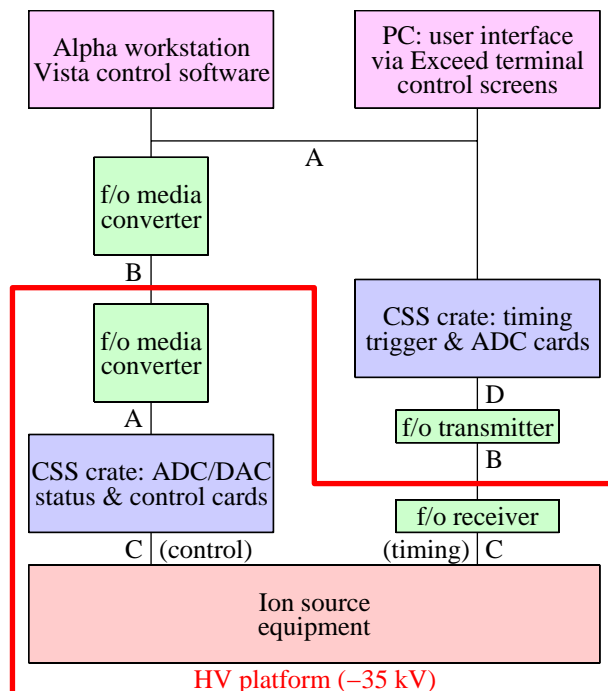 Alpha workstation
Vista control software
PC: user interface
via Exceed terminal
control screens
A
f/o media
converter
B
f/o media
converter
A
CSS crate: ADC/DAC
status & control cards
C (control)
CSS crate: timing
trigger & ADC cards
D
f/o transmitter
B
f/o receiver
(timing) C
Ion source
equipment
HV platform (−35 kV)